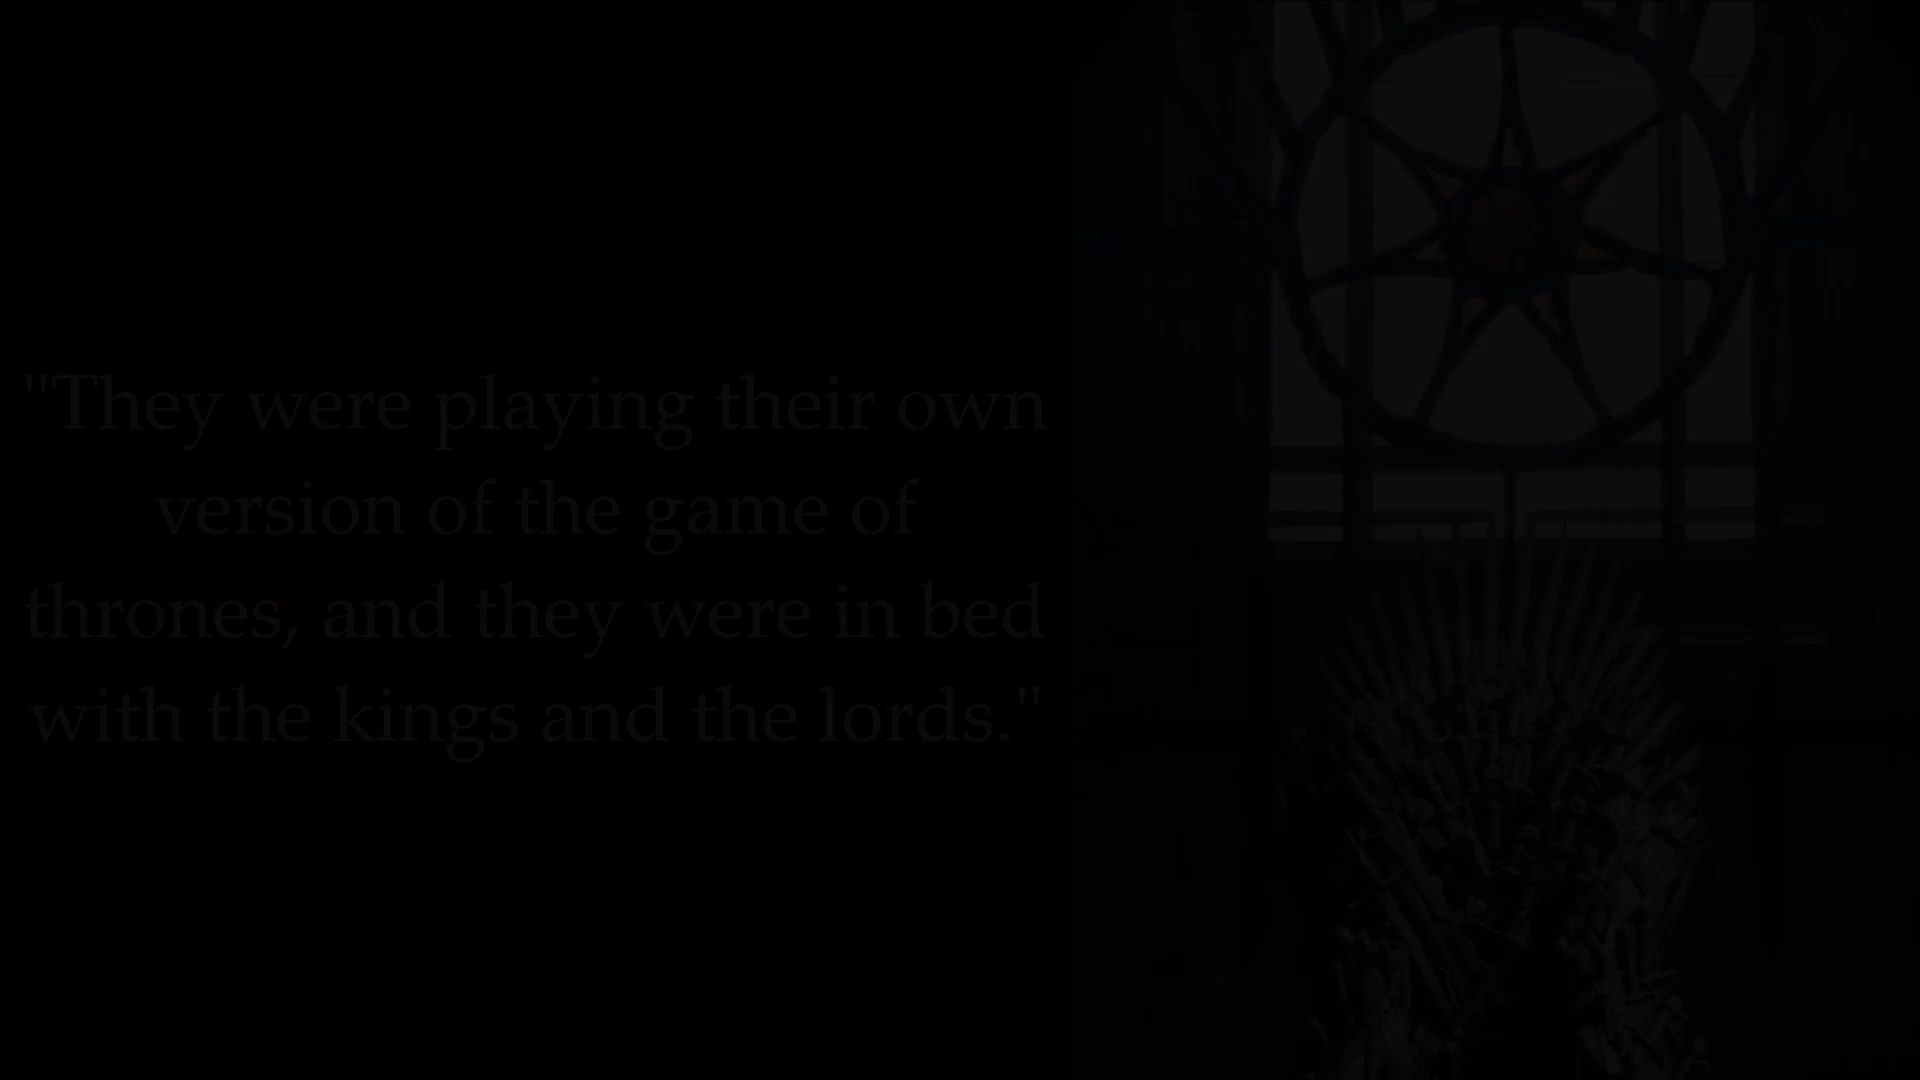 "They were playing their own
version of the game of
thrones, and they were in bed
with the kings and the lords."